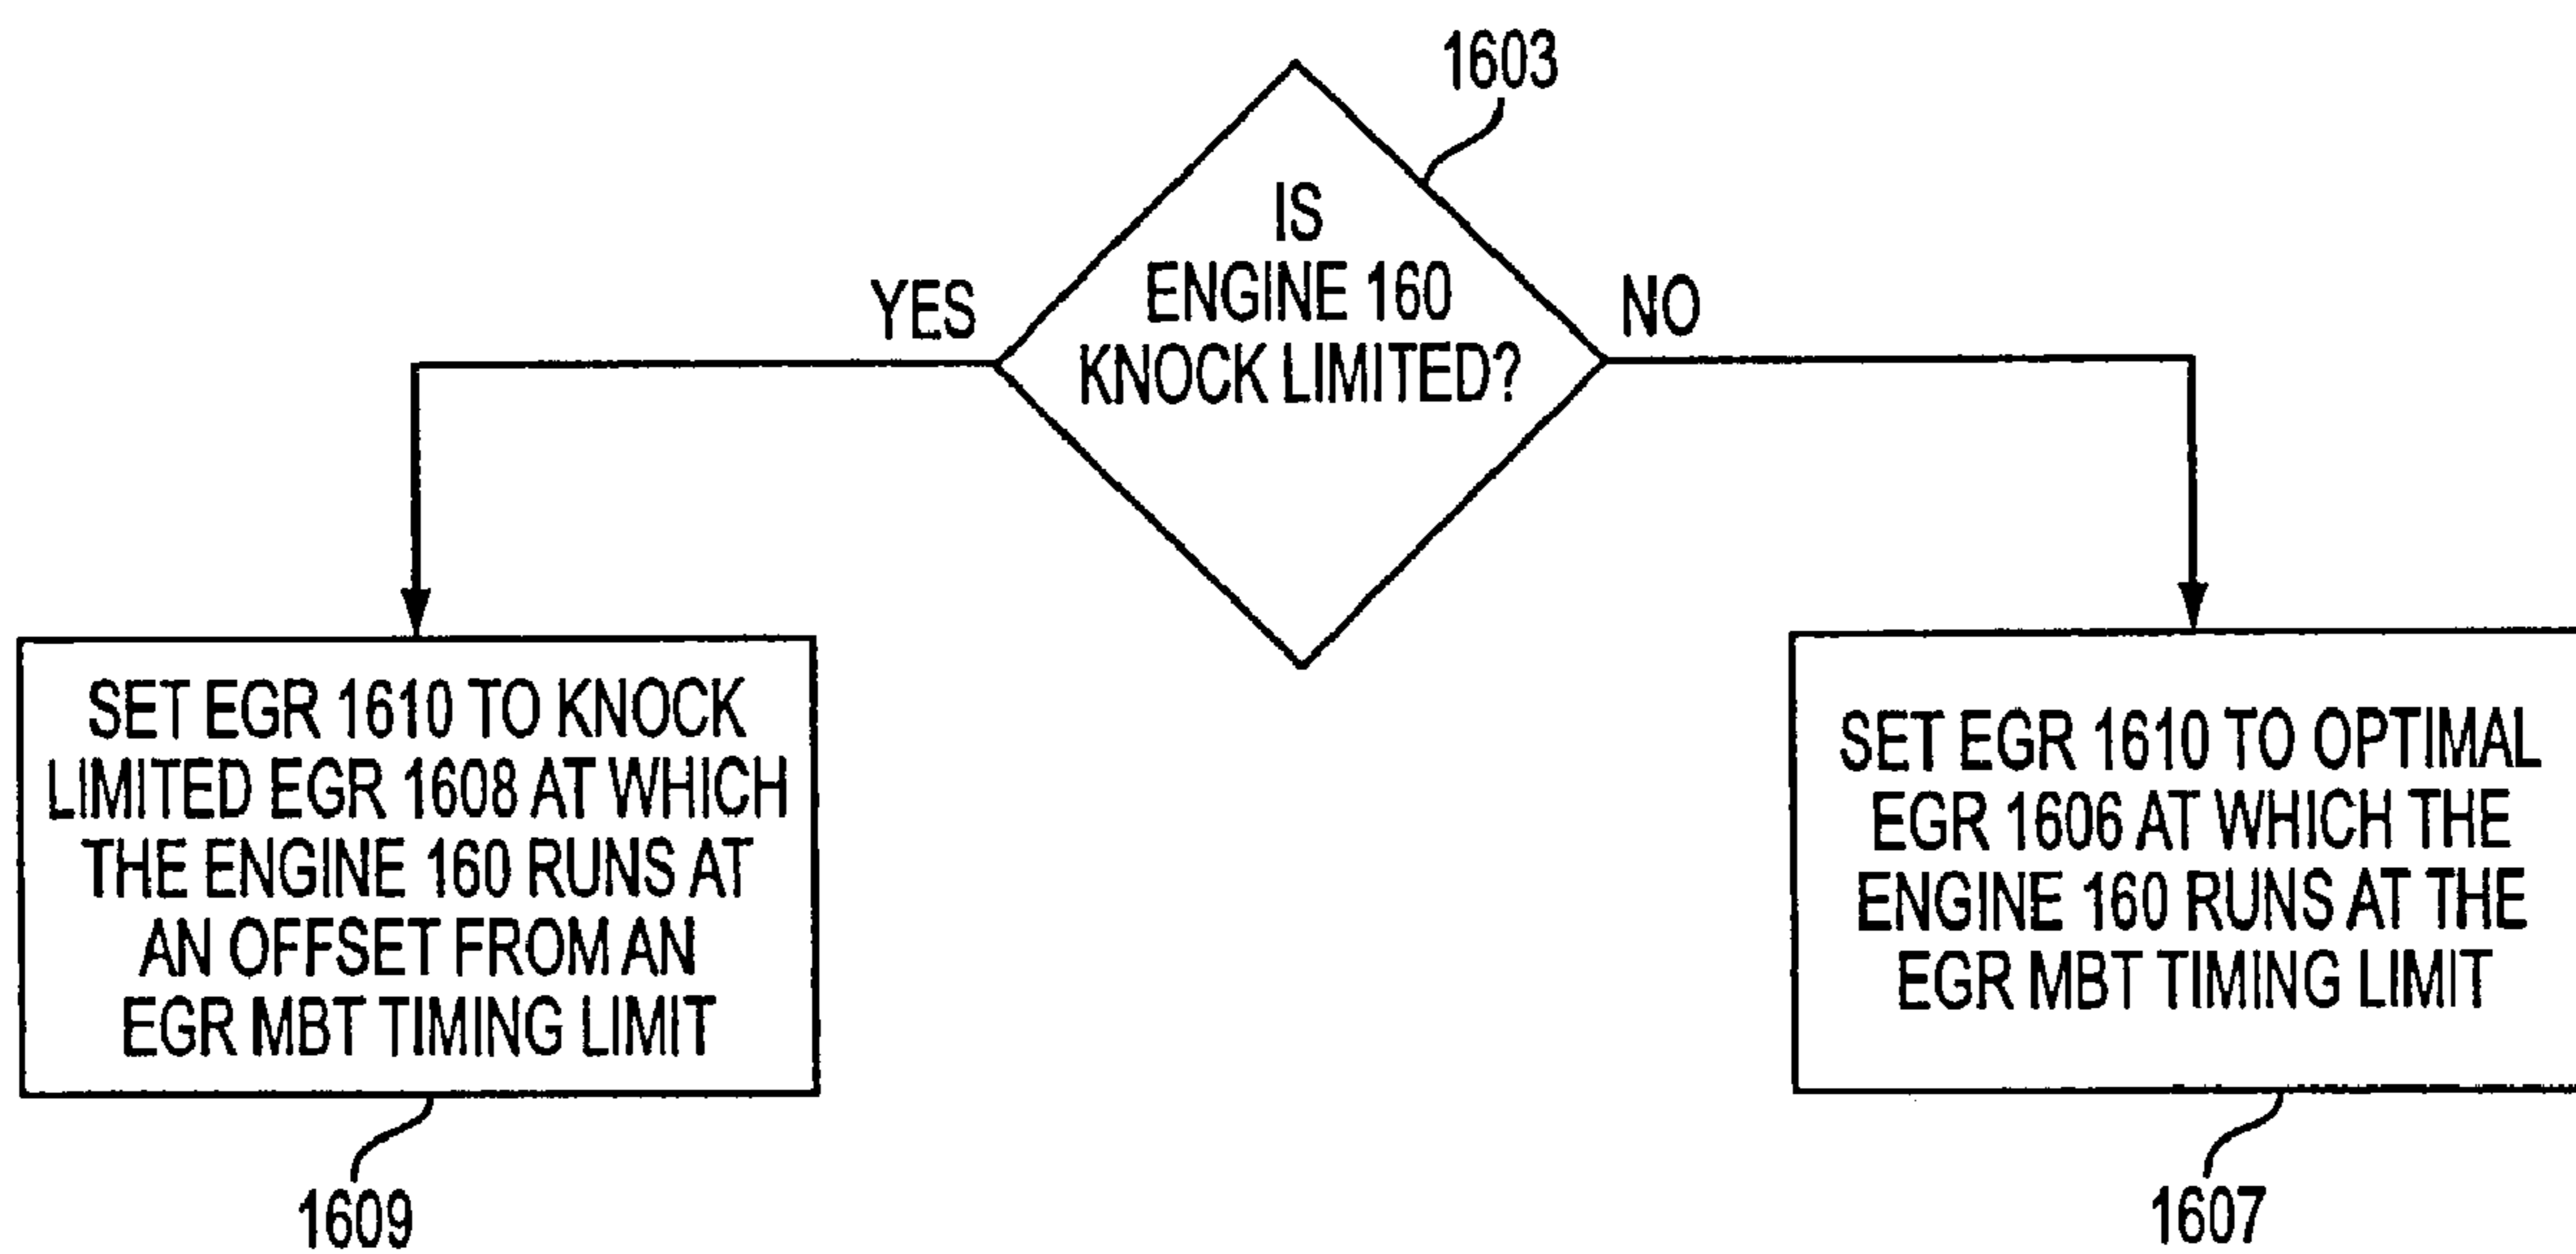 1603
IS
ENGINE 160
KNOCK LIMITED?
YES
NO
SET EGR 1610 TO KNOCK
LIMITED EGR 1608 AT WHICH
THE ENGINE 160 RUNS AT
AN OFFSET FROM AN
EGR MBT TIMING LIMIT
1609
SET EGR 1610 TO OPTIMAL
EGR 1606 AT WHICH THE
ENGINE 160 RUNS AT THE
EGR MBT TIMING LIMIT
1607